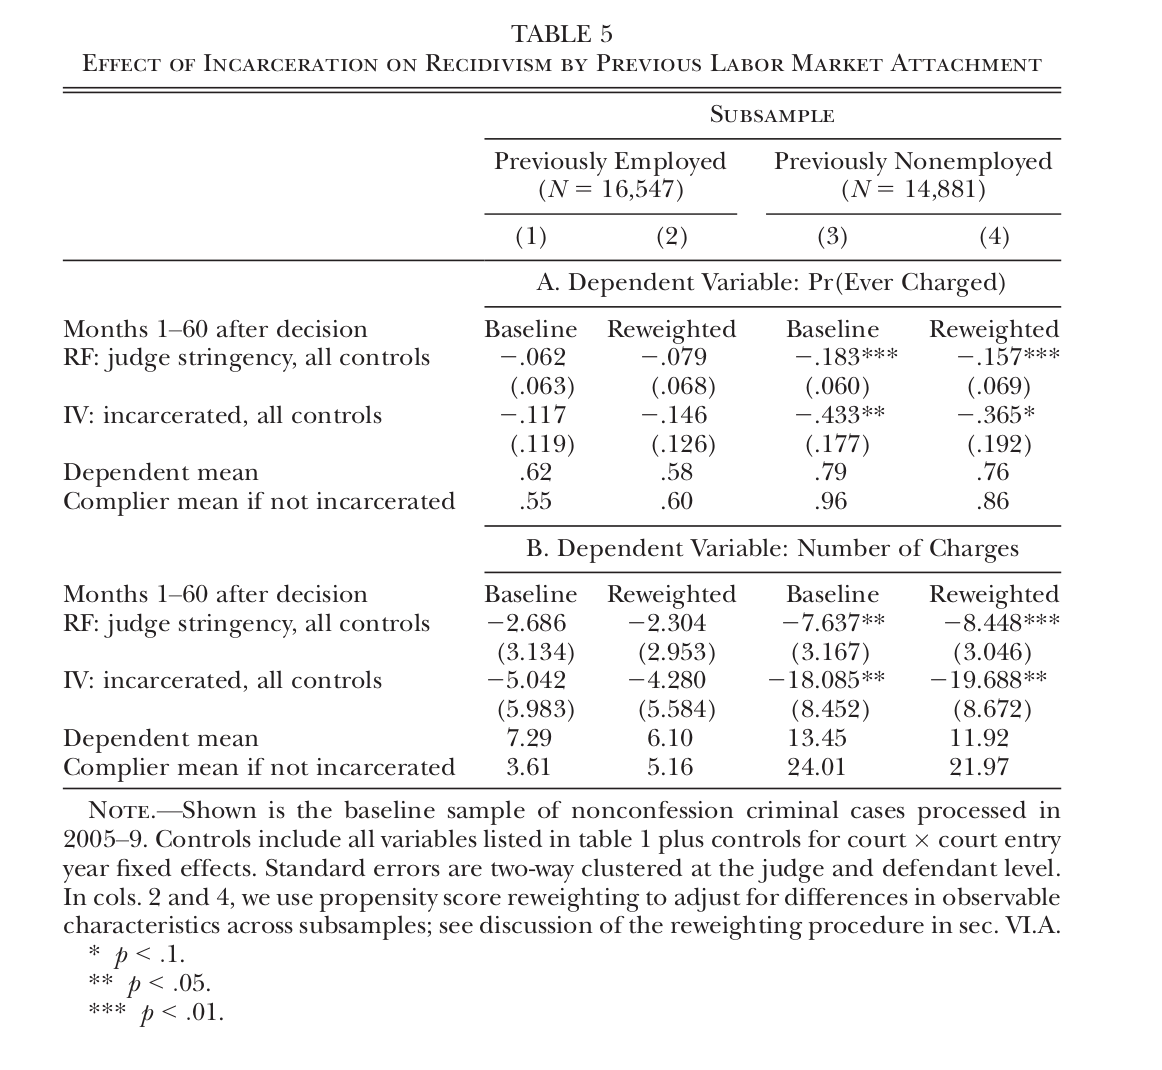 TABLE 5
Effect of Incarceration on Recidivism by Previous Labor Market Attachment
Subsample
Previously Employed Previously Nonemployed
(N = 16,547) (N = 14,881)
(1) (2) (3) (4)
A. Dependent Variable: Pr(Ever Charged)
Months 1–60 after decision Baseline Reweighted Baseline Reweighted
RF: judge stringency, all controls −.062 −.079 −.183*** −.157***
(.063) (.068) (.060) (.069)
IV: incarcerated, all controls −.117 −.146 −.433** −.365*
(.119) (.126) (.177) (.192)
Dependent mean .62 .58 .79 .76
Complier mean if not incarcerated .55 .60 .96 .86
B. Dependent Variable: Number of Charges
Months 1–60 after decision Baseline Reweighted Baseline Reweighted
RF: judge stringency, all controls −2.686 −2.304 −7.637** −8.448***
(3.134) (2.953) (3.167) (3.046)
IV: incarcerated, all controls −5.042 −4.280 −18.085** −19.688**
(5.983) (5.584) (8.452) (8.672)
Dependent mean 7.29 6.10 13.45 11.92
Complier mean if not incarcerated 3.61 5.16 24.01 21.97
Note.—Shown is the baseline sample of nonconfession criminal cases processed in
2005–9. Controls include all variables listed in table 1 plus controls for court × court entry
year fixed effects. Standard errors are two-way clustered at the judge and defendant level.
In cols. 2 and 4, we use propensity score reweighting to adjust for differences in observable
characteristics across subsamples; see discussion of the reweighting procedure in sec. VI.A.
* p < .1.
** p < .05.
*** p < .01.